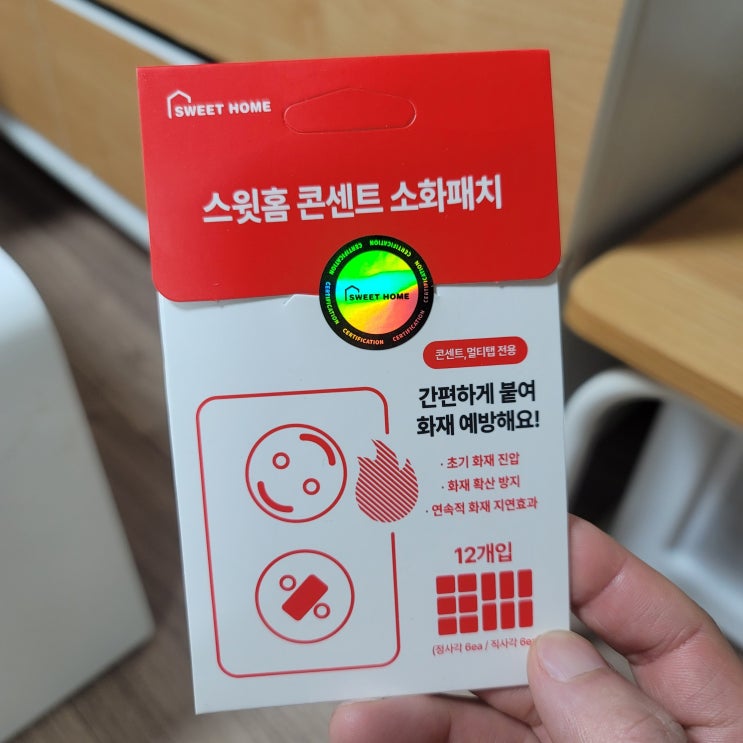 SWEET HOME
스윗홈 콘센트 소화패치
CERTIFICATION
CERTIFICATION
SWEET HOME
CERTIFICATION
CERTIFICATION
CERTIFICATION
콘센트,멀티탭 전용
간편하게 붙여
화재 예방해요!
· 초기 화재 진압
· 화재 확산 방지
· 연속적 화재 지연효과
12개입
(정사각 6ea / 직사각 6e